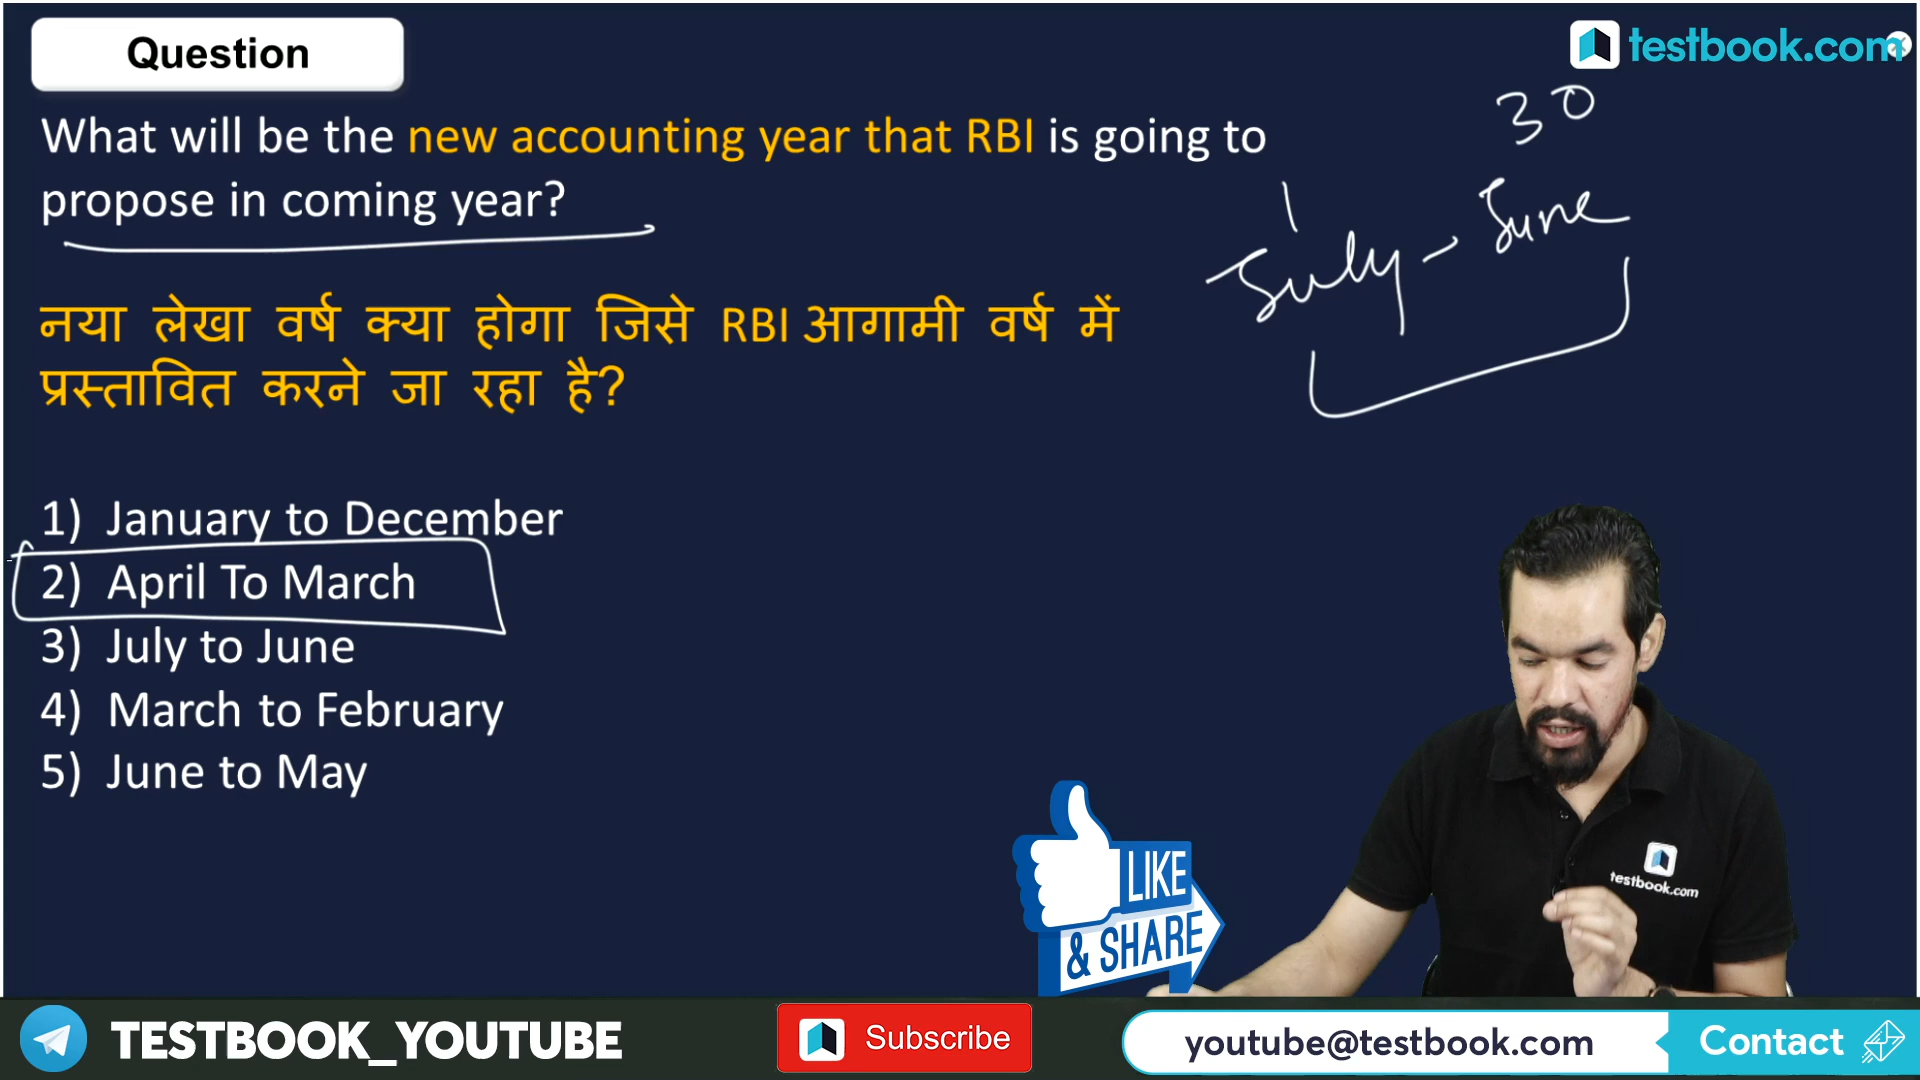 Question
testbook.com
30
What will be the new accounting year that RBI is going to
propose in coming year?
1
July - June
नया लेखा वर्ष क्या होगा जिसे RBI आगामी वर्ष में
प्रस्तावित करने जा रहा है?
1) January to December
2) April To March
3) July to June
4) March to February
5) June to May
LIKE
& SHARE
testbook.com
TESTBOOK_YOUTUBE
Subscribe
youtube@testbook.com
Contact